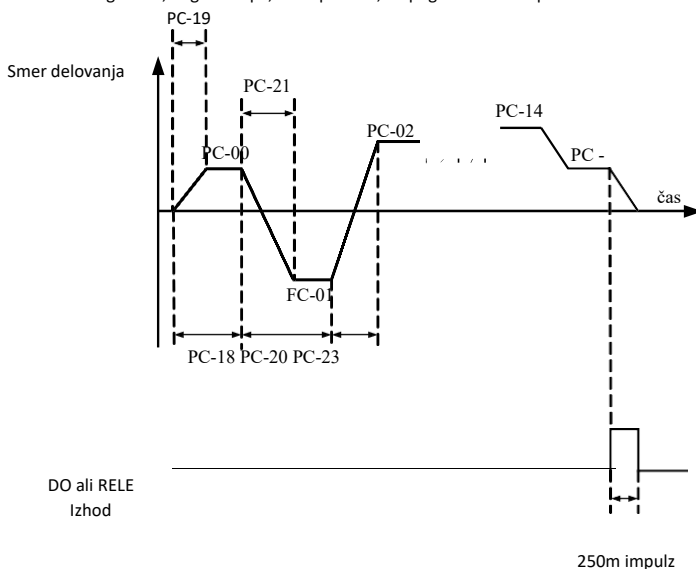 PC-19
Smer delovanja
PC-21
PC-14
PC-02
PC-00
PC -
čas
FC-01
PC-18 PC-20 PC-23
DO ali RELE
Izhod
250m impulz